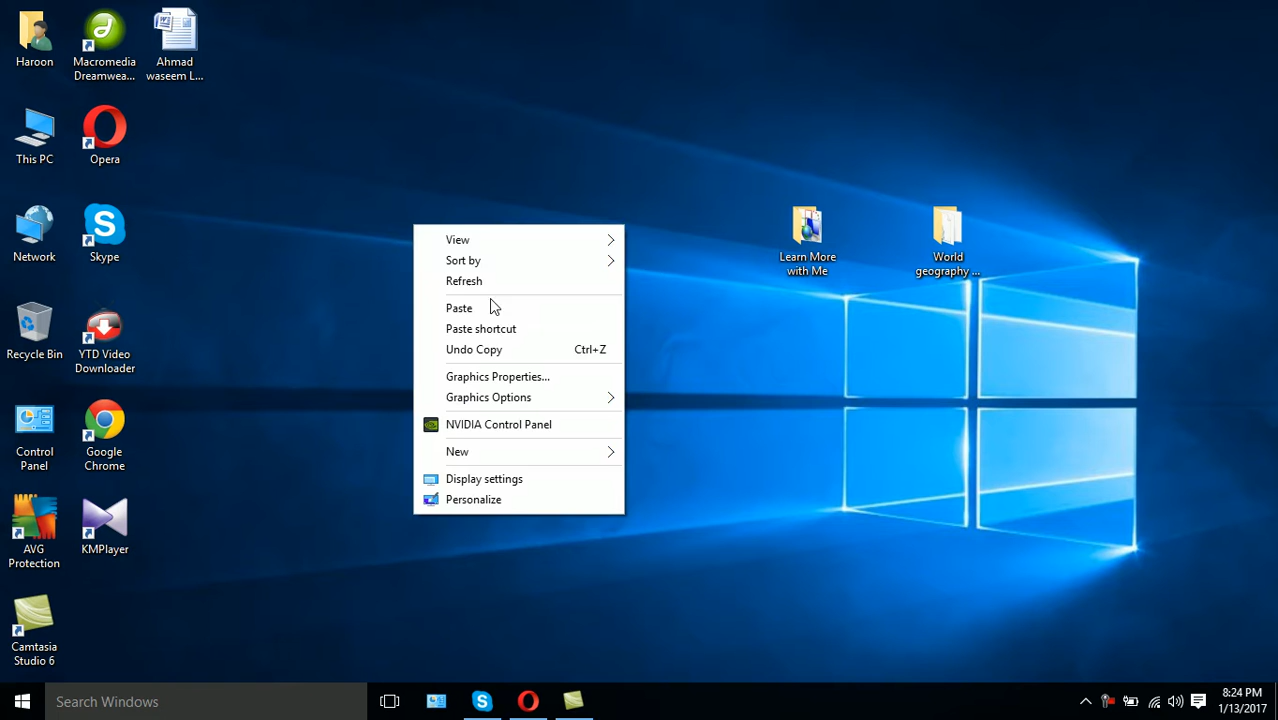 Haroon
Macromedia
Dreamwea...
Ahmad
waseem L...
This PC
Opera
Network
Skype
Recycle Bin
YTD Video
Downloader
Control
Panel
Google
Chrome
AVG
Protection
KMPlayer
Camtasia
Studio 6
Learn More
with Me
World
geography ...
View
Sort by
Refresh
Paste
Paste shortcut
Undo Copy Ctrl+Z
Graphics Properties...
Graphics Options
NVIDIA Control Panel
New
Display settings
Personalize
Search Windows
8:24 PM
1/13/2017